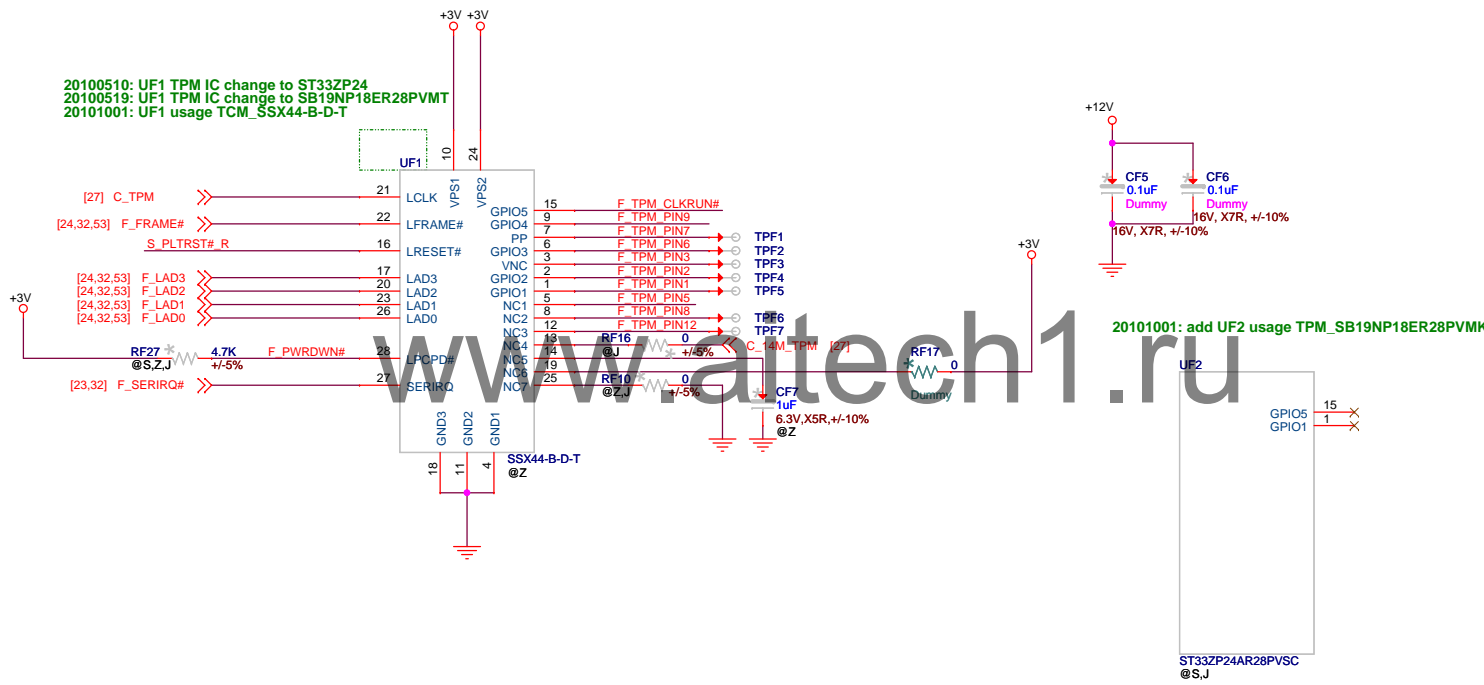 +3V +3V
20100510: UF1 TPM IC change to ST33ZP24
20100519: UF1 TPM IC change to SB19NP18ER28PVMT
20101001: UF1 usage TCM_SSX44-B-D-T
UF1
10 VPS1
24 VPS2
[27] C_TPM 21 LCLK
[24,32,53] F_FRAME# 22 LFRAME#
S_PLTRST#_R 16 LRESET#
[24,32,53] F_LAD3 17 LAD3
[24,32,53] F_LAD2 20 LAD2
[24,32,53] F_LAD1 23 LAD1
[24,32,53] F_LAD0 26 LAD0
+3V
RF27 * 4.7K F_PWRDWN# 28 LPCPD#
@S,Z,J +/-5%
[23,32] F_SERIRQ# 27 SERIRQ
GPIO5 15 F_TPM_CLKRUN#
GPIO4 9 F_TPM_PIN9
PP 7 F_TPM_PIN7 TPF1
GPIO3 6 F_TPM_PIN6 TPF2
VNC 3 F_TPM_PIN3 TPF3
GPIO2 2 F_TPM_PIN2 TPF4
GPIO1 1 F_TPM_PIN1 TPF5
NC1 5 F_TPM_PIN5
NC2 8 F_TPM_PIN8 TPF6
NC3 12 F_TPM_PIN12 TPF7
NC4 13 RF16 0 C_14M_TPM [27]
@J * +/-5%
NC5 14
NC6 19
NC7 25 RF10 * 0
@Z,J +/-5%
RF17
* 0
Dummy
+3V
* CF7
1uF
6.3V,X5R,+/-10%
@Z
GND3 18
GND2 11
GND1 4
SSX44-B-D-T
@Z
+12V
* CF5
0.1uF
Dummy
16V, X7R, +/-10%
* CF6
0.1uF
Dummy
16V, X7R, +/-10%
20101001: add UF2 usage TPM_SB19NP18ER28PVMK
UF2
GPIO5 15
GPIO1 1
ST33ZP24AR28PVSC
@S,J
www.aitech1.ru